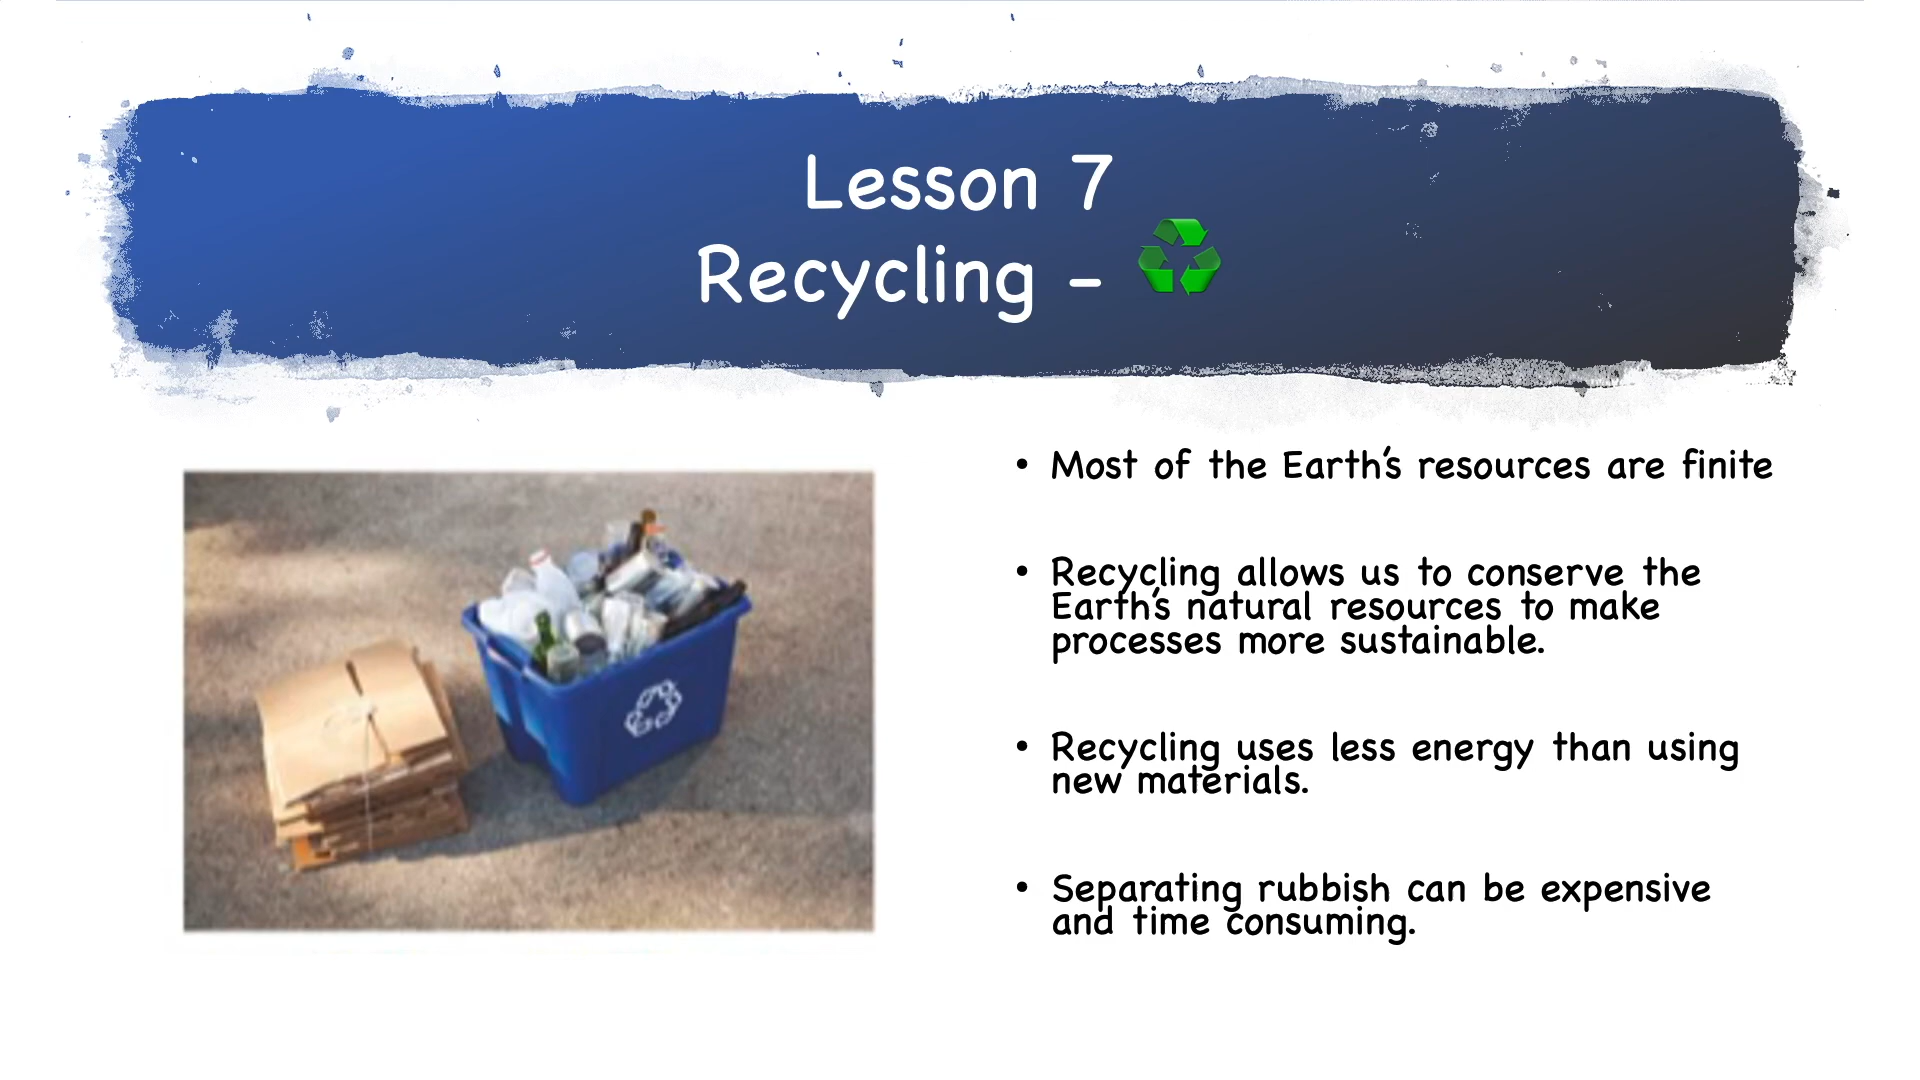 Lesson 7
Recycling – ♻
• Most of the Earth's resources are finite
• Recycling allows us to conserve the
Earth's natural resources to make
processes more sustainable.
• Recycling uses less energy than using
new materials.
• Separating rubbish can be expensive
and time consuming.